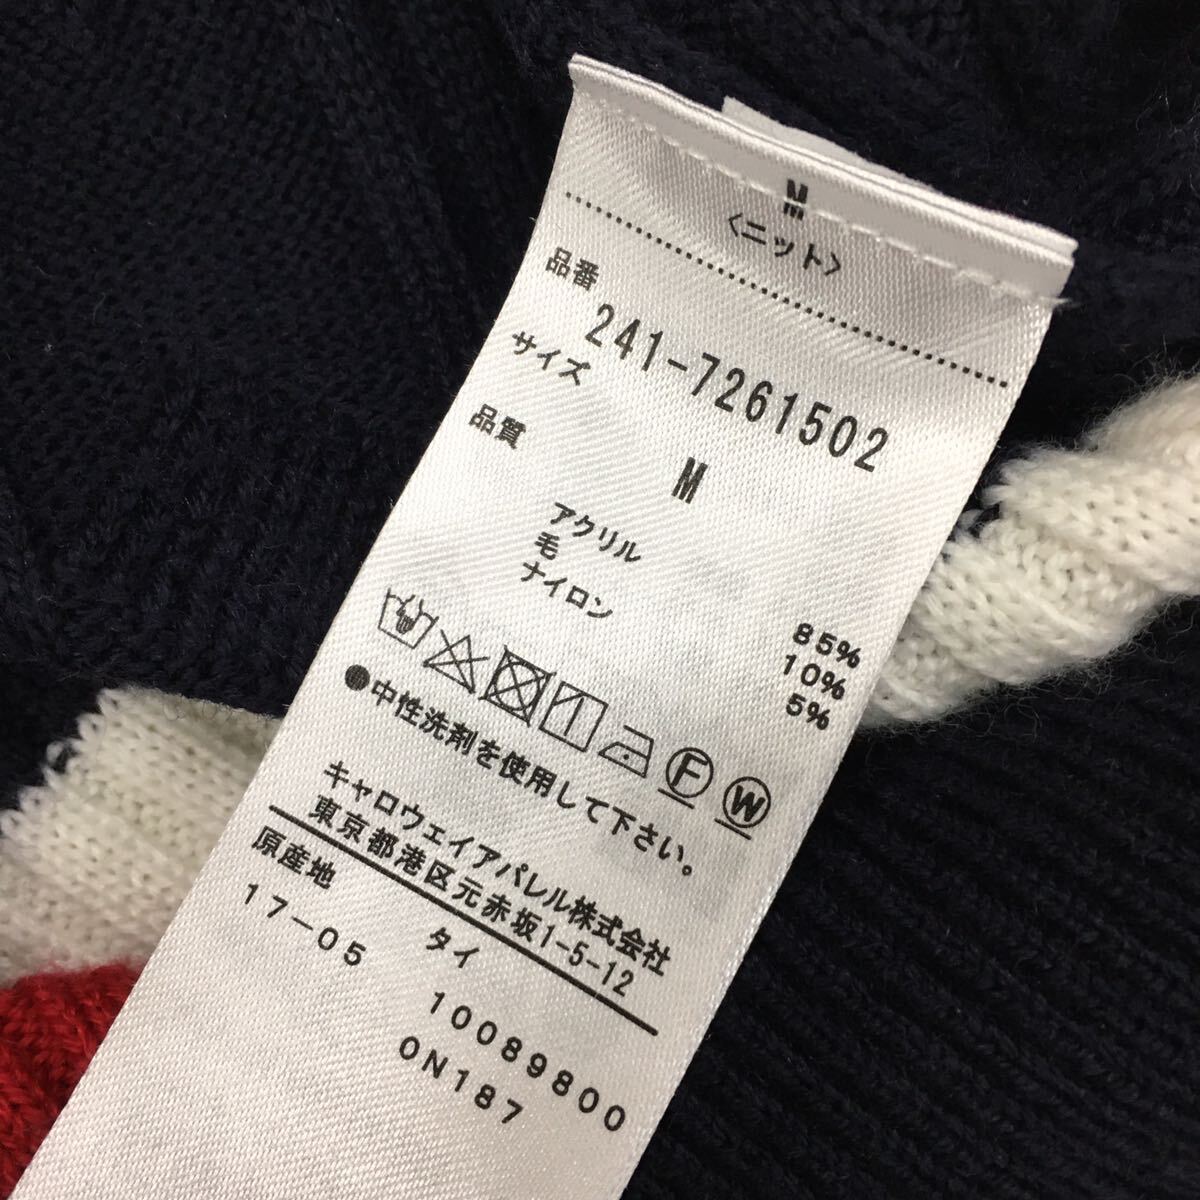 M
<ニット>
品番
241-7261502
サイズ
M
品質
アクリル 85%
毛 10%
ナイロン 5%
F W
●中性洗剤を使用して下さい。
キャロウェイアパレル株式会社
東京都港区元赤坂1-5-12
原産地 タイ
17-05 10089800
0N187